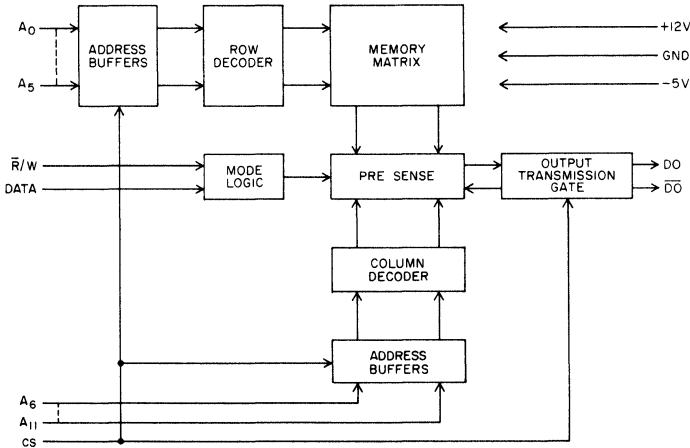 A0
A5
ADDRESS
BUFFERS
ROW
DECODER
MEMORY
MATRIX
+12V
GND
-5V
R̅/W
DATA
MODE
LOGIC
PRE SENSE
OUTPUT
TRANSMISSION
GATE
DO
D̅O̅
COLUMN
DECODER
ADDRESS
BUFFERS
A6
A11
CS